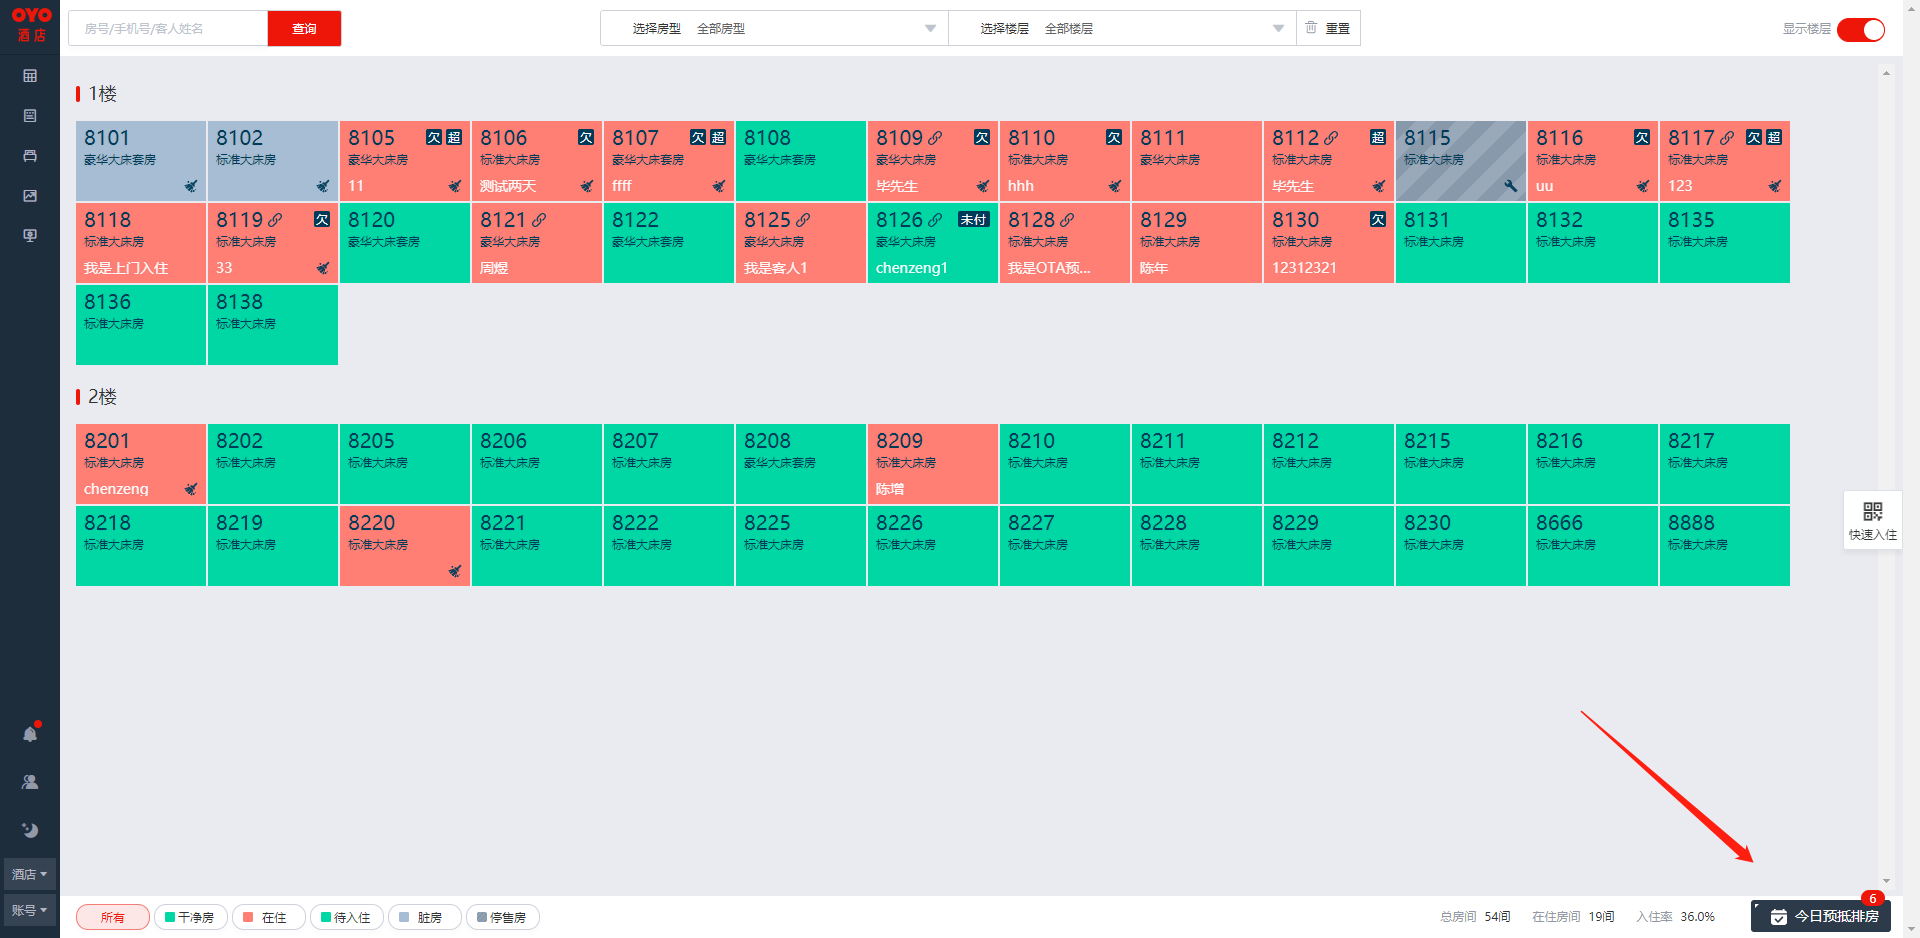 OYO
酒店
房号/手机号/客人姓名
查询
选择房型 全部房型
选择楼层 全部楼层
重置
显示楼层
1楼
8101
豪华大床套房
8102
标准大床房
8105 欠 超
豪华大床房
11
8106 欠
标准大床房
测试两天
8107 欠 超
豪华大床套房
ffff
8108
豪华大床套房
8109 欠
豪华大床房
毕先生
8110 欠
标准大床房
hhh
8111
豪华大床房
8112 超
标准大床房
毕先生
8115
标准大床房
8116 欠
标准大床房
uu
8117 欠 超
标准大床房
123
8118
标准大床房
我是上门入住
8119 欠
标准大床房
33
8120
豪华大床套房
8121
豪华大床房
周煜
8122
豪华大床套房
8125
豪华大床房
我是客人1
8126 未付
豪华大床房
chenzeng1
8128
标准大床房
我是OTA预...
8129
标准大床房
陈年
8130 欠
标准大床房
12312321
8131
标准大床房
8132
标准大床房
8135
标准大床房
8136
标准大床房
8138
标准大床房
2楼
8201
标准大床房
chenzeng
8202
标准大床房
8205
标准大床房
8206
标准大床房
8207
标准大床房
8208
豪华大床套房
8209
标准大床房
陈增
8210
标准大床房
8211
标准大床房
8212
标准大床房
8215
标准大床房
8216
标准大床房
8217
标准大床房
8218
标准大床房
8219
标准大床房
8220
标准大床房
8221
标准大床房
8222
标准大床房
8225
标准大床房
8226
标准大床房
8227
标准大床房
8228
标准大床房
8229
标准大床房
8230
标准大床房
8666
标准大床房
8888
标准大床房
快速入住
酒店
账号
所有
干净房
在住
待入住
脏房
停售房
总房间 54间
在住房间 19间
入住率 36.0%
6
今日预抵排房